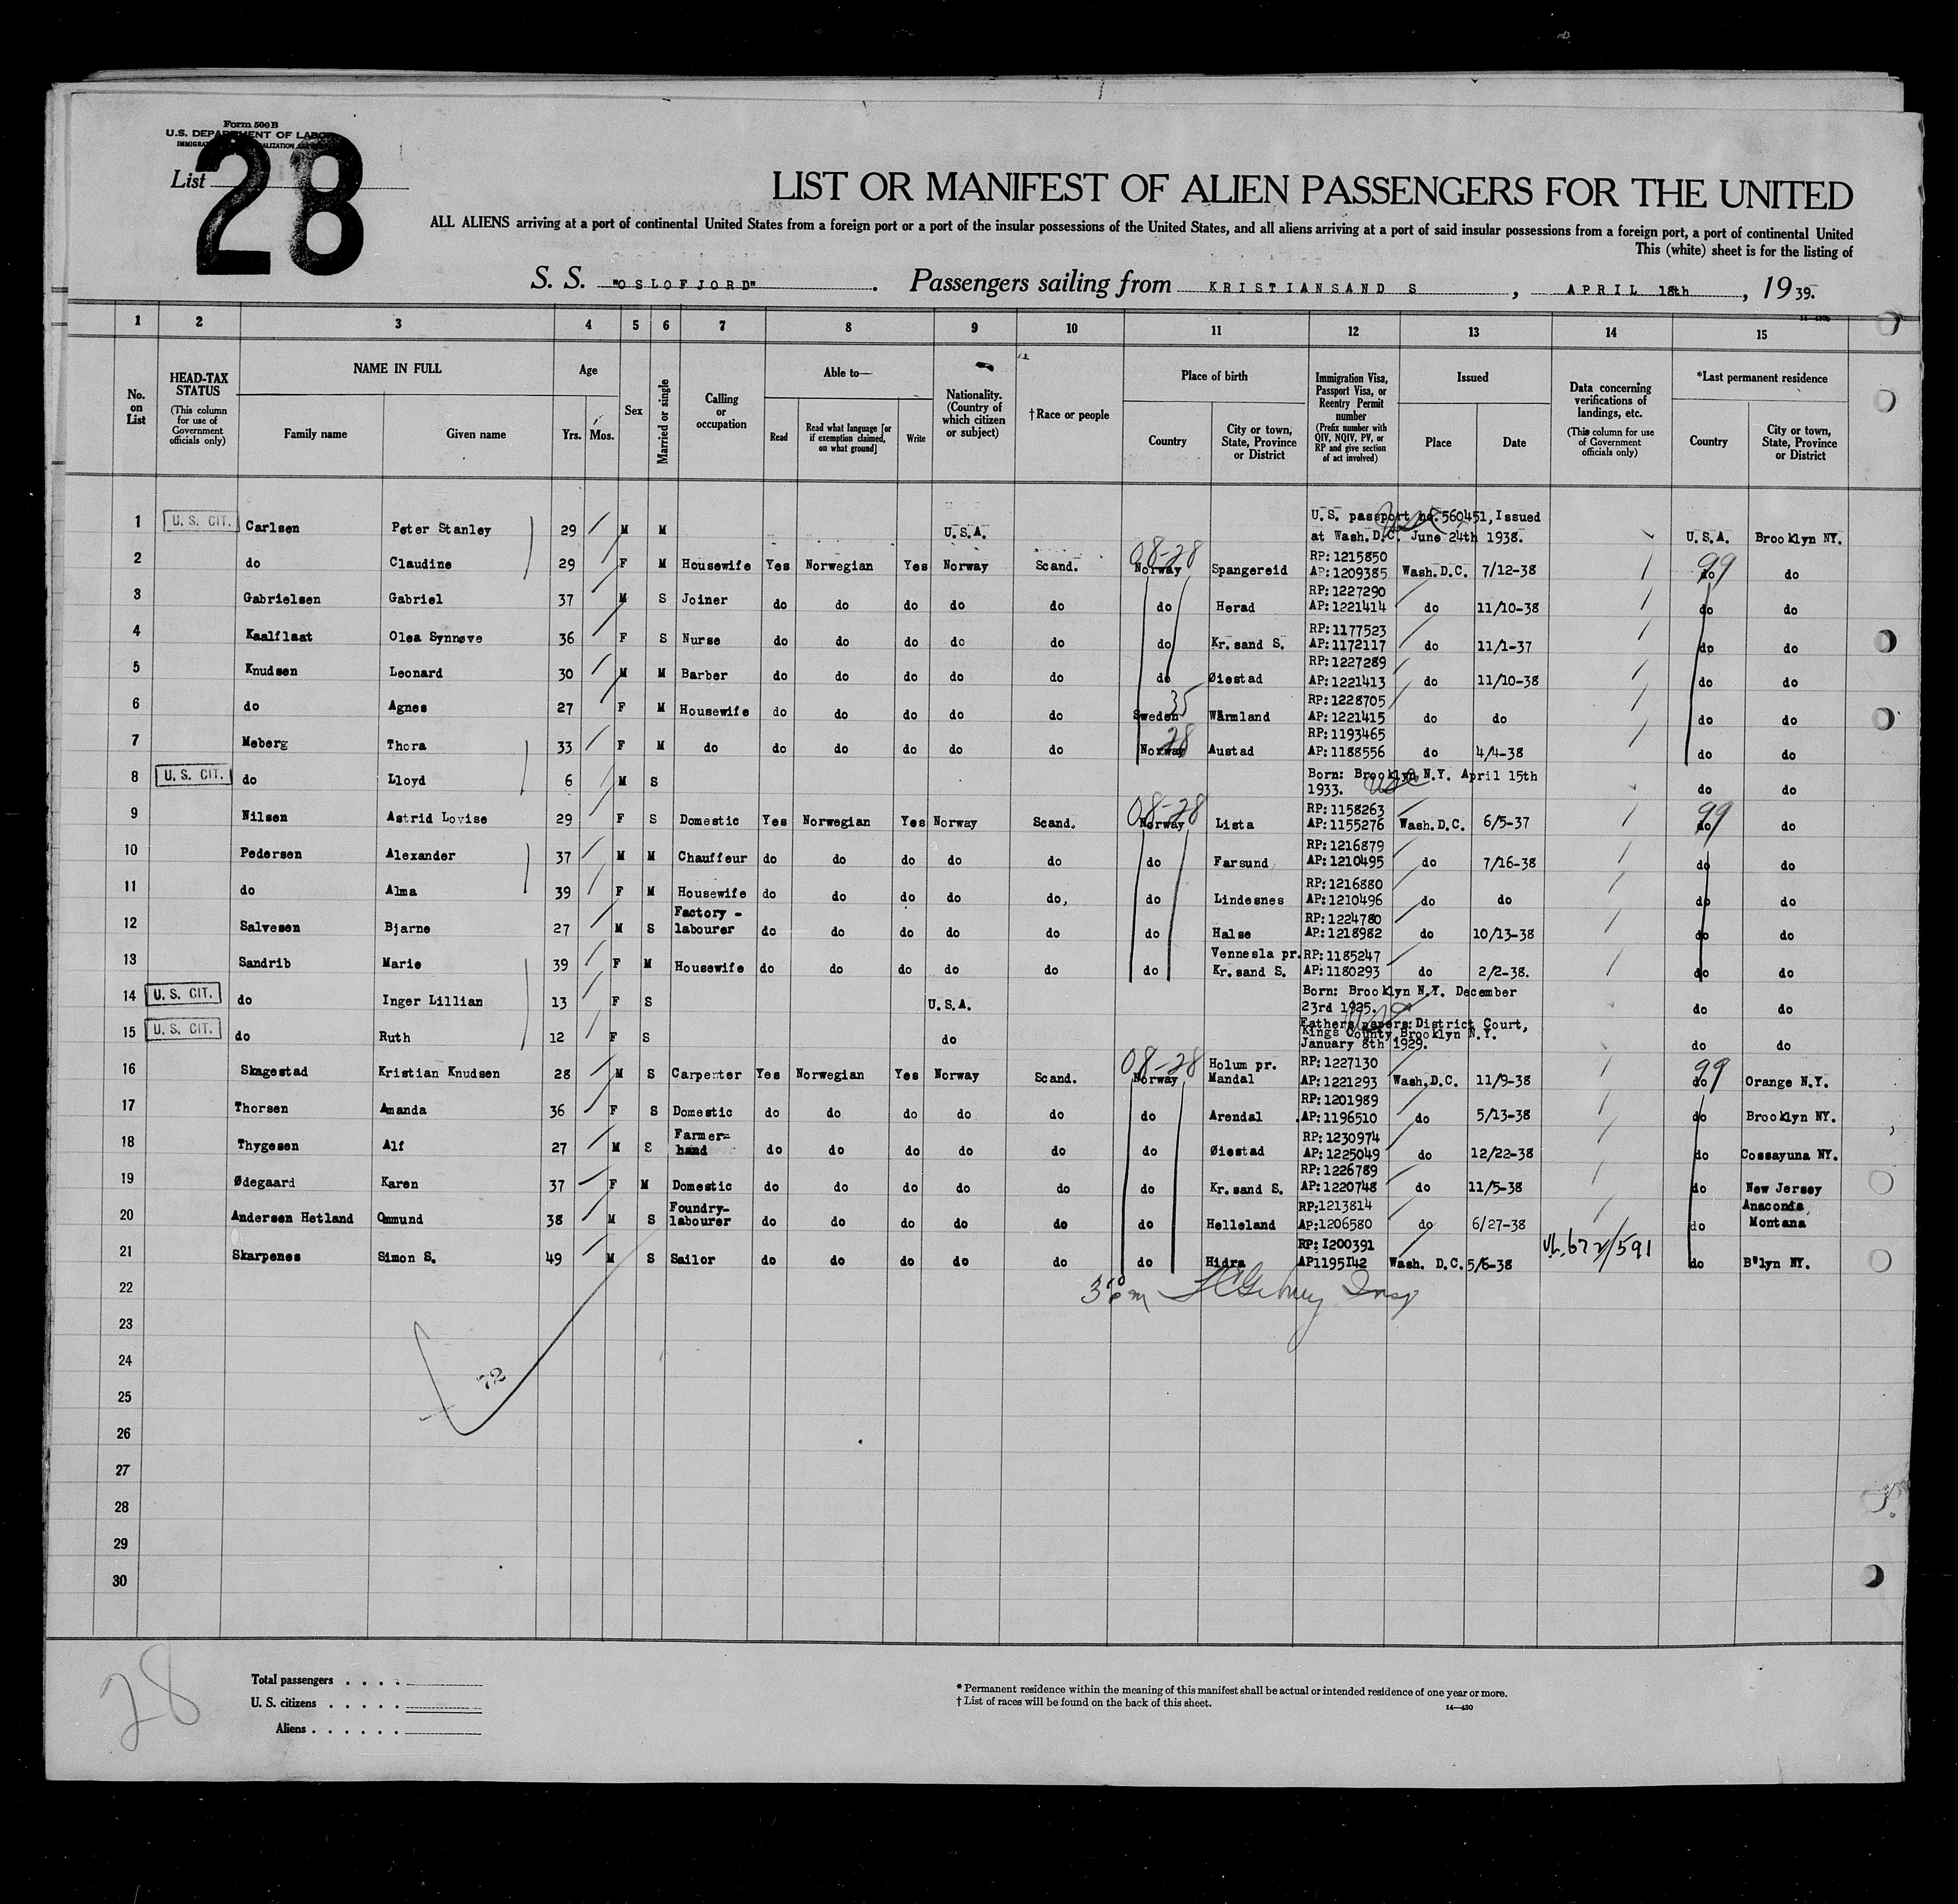 Form 500 B
U.S. DEPARTMENT OF LABOR
List 28
LIST OR MANIFEST OF ALIEN PASSENGERS FOR THE UNITED
ALL ALIENS arriving at a port of continental United States from a foreign port or a port of the insular possessions of the United States, and all aliens arriving at a port of said insular possessions from a foreign port, a port of continental United
This (white) sheet is for the listing of
S. S. "OSLOFJORD". Passengers sailing from KRISTIANSAND S, APRIL 18th, 1939.
1 2 3 4 5 6 7 8 9 10 11 12 13 14 15
No. on List
HEAD-TAX STATUS (This column for use of Government officials only)
NAME IN FULL Family name Given name
Age Yrs. Mos.
Sex
Married or single
Calling or occupation
Able to— Read Read what language [or if exemption claimed, on what ground] Write
Nationality. (Country of which citizen or subject)
†Race or people
Place of birth Country City or town, State, Province or District
Immigration Visa, Passport Visa, or Reentry Permit number (Prefix number with QIV, NQIV, PV, or RP and give section of act involved)
Issued Place Date
Data concerning verifications of landings, etc. (This column for use of Government officials only)
*Last permanent residence Country City or town, State, Province or District
1 U. S. CIT. Carlsen Peter Stanley 29 M M U.S.A. U.S. passport no. 560451, Issued at Wash. D.C. June 24th 1938. U.S.A. Brooklyn NY.
2 do Claudine 29 F M Housewife Yes Norwegian Yes Norway Scand. 08-28 Norway Spangereid RP:1215850 AP:1209385 Wash.D.C. 7/12-38 99 do do
3 Gabrielsen Gabriel 37 M S Joiner do do do do do do Herad RP:1227290 AP:1221414 do 11/10-38 do do
4 Kaalflaat Olea Synnøve 36 F S Nurse do do do do do do Kr.sand S. RP:1177523 AP:1172117 do 11/1-37 do do
5 Knudsen Leonard 30 M M Barber do do do do do do Øiestad RP:1227289 AP:1221413 do 11/10-38 do do
6 do Agnes 27 F M Housewife do do do do do 35 Sweden Wärmland RP:1228705 AP:1221415 do do do do
7 Meberg Thora 33 F M do do do do do do 28 Norway Austad RP:1193465 AP:1188556 do 4/4-38 do do
8 U. S. CIT. do Lloyd 6 M S Born: Brooklyn N.Y. April 15th 1933. do do
9 Nilsen Astrid Lovise 29 F S Domestic Yes Norwegian Yes Norway Scand. 08-28 Norway Lista RP:1158263 AP:1155276 Wash.D.C. 6/5-37 99 do do
10 Pedersen Alexander 37 M M Chauffeur do do do do do do Farsund RP:1216879 AP:1210495 do 7/16-38 do do
11 do Alma 39 F M Housewife do do do do do, do Lindesnes RP:1216880 AP:1210496 do do do do
12 Salvesen Bjarne 27 M S Factory - labourer do do do do do do Halse RP:1224780 AP:1218982 do 10/13-38 do do
13 Sandrib Marie 39 F M Housewife do do do do do do Vennesla pr. Kr.sand S. RP:1185247 AP:1180293 do 2/2-38. do do
14 U. S. CIT. do Inger Lillian 13 F S U.S.A. Born: Brooklyn N.Y. December 23rd 1925. do do
15 U. S. CIT. do Ruth 12 F S do Fathers papers: District Court, Kings County, Brooklyn N.Y. January 8th 1929. do do
16 Skagestad Kristian Knudsen 28 M S Carpenter Yes Norwegian Yes Norway Scand. 08-28 Norway Holum pr. Mandal RP:1227130 AP:1221293 Wash.D.C. 11/9-38 99 do Orange N.Y.
17 Thorsen Amanda 36 F S Domestic do do do do do do Arendal RP:1201989 AP:1196510 do 5/13-38 do Brooklyn NY.
18 Thygesen Alf 27 M S Farmer= hand do do do do do do Øiestad RP:1230974 AP:1225049 do 12/22-38 do Cossayuna NY.
19 Ødegaard Karen 37 F M Domestic do do do do do do Kr.sand S. RP:1226789 AP:1220748 do 11/5-38 do New Jersey
20 Andersen Hetland Ommund 38 M S Foundry- labourer do do do do do do Helleland RP:1213814 AP:1206580 do 6/27-38 do Anaconda, Montana
21 Skarpenes Simon S. 49 M S Sailor do do do do do do Hidra RP:I200391 AP1195I42 Wash. D.C. 5/6-38 VL.672/591 do B'lyn NY.
22
23
24
25
26
27
28
29
30
72
28
Total passengers . . . .
U. S. citizens . . . . .
Aliens . . . . . .
* Permanent residence within the meaning of this manifest shall be actual or intended residence of one year or more.
† List of races will be found on the back of this sheet.
14—430